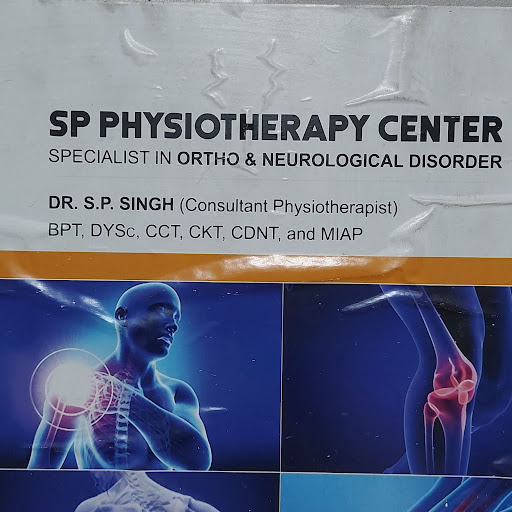 SP PHYSIOTHERAPY CENTER
SPECIALIST IN ORTHO & NEUROLOGICAL DISORDER
DR. S.P. SINGH (Consultant Physiotherapist)
BPT, DYSc, CCT, CKT, CDNT, and MIAP